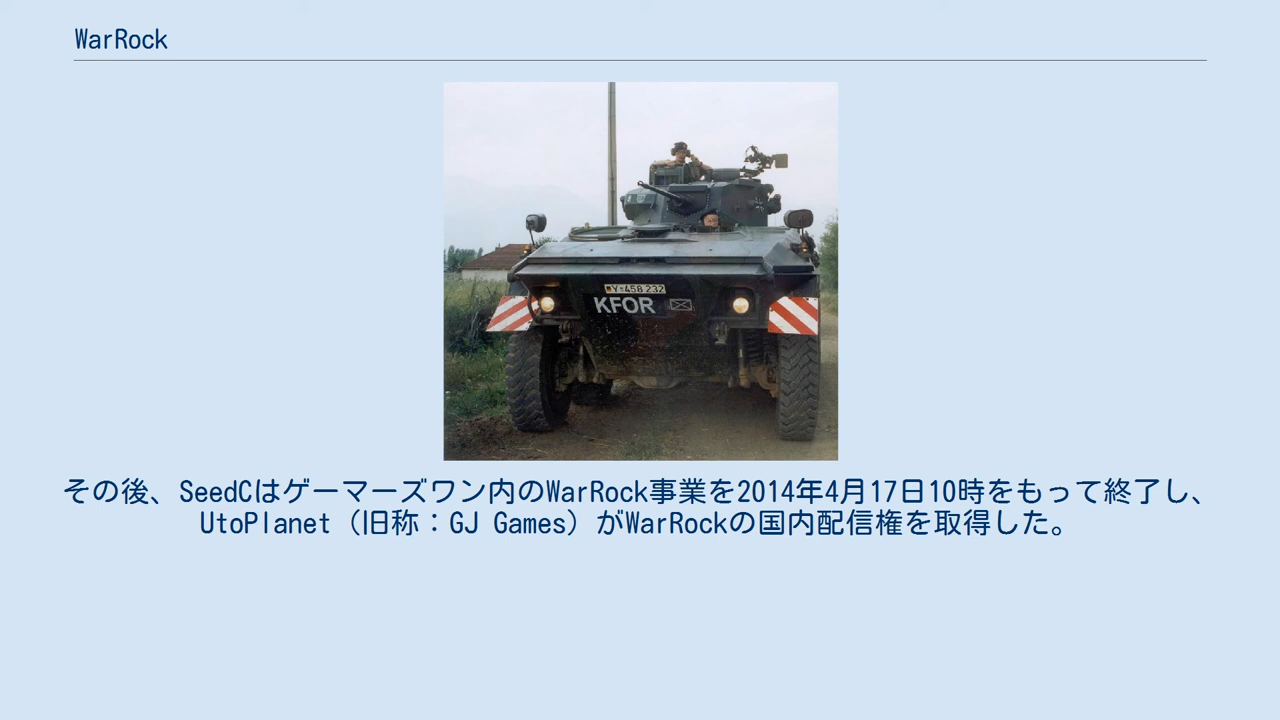 WarRock
Y-458 232
KFOR
その後、SeedCはゲーマーズワン内のWarRock事業を2014年4月17日10時をもって終了し、
UtoPlanet（旧称：GJ Games）がWarRockの国内配信権を取得した。